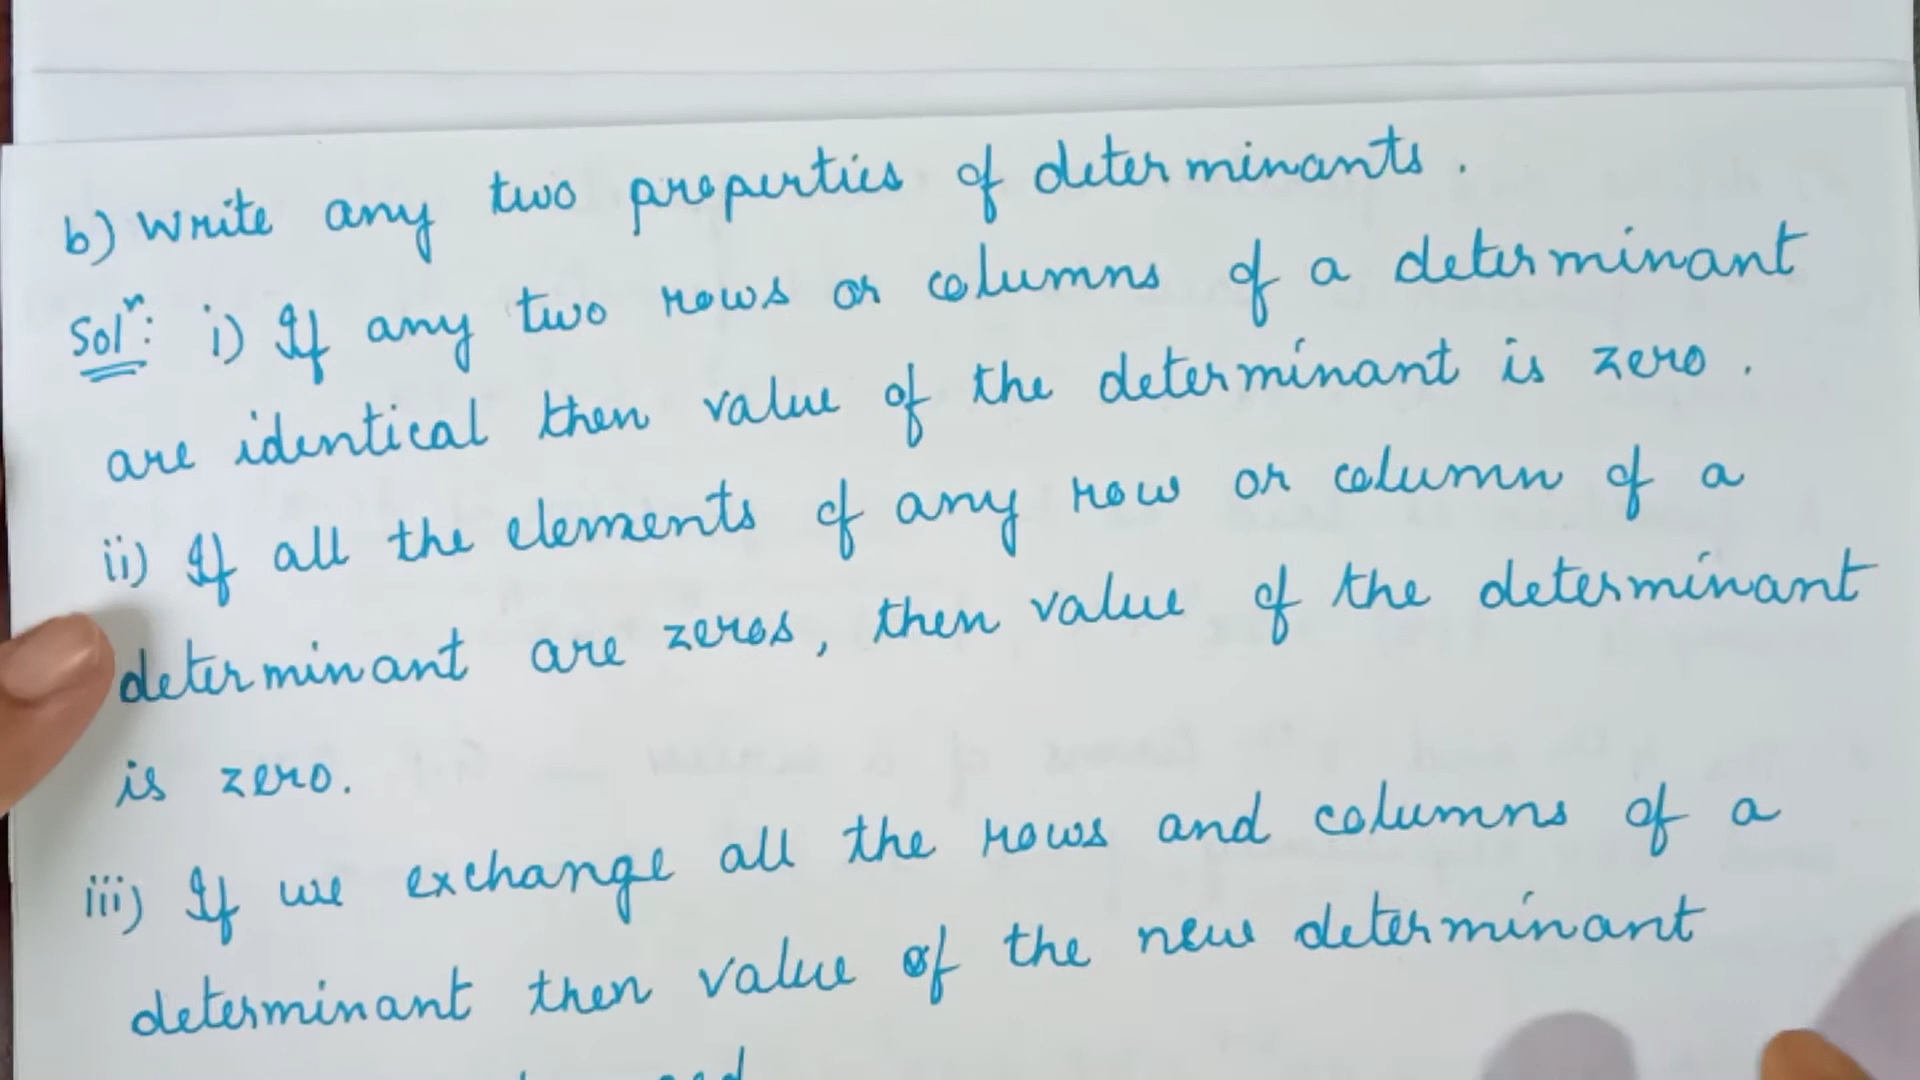 b) Write any two properties of determinants.
Solⁿ: i) If any two rows or columns of a determinant
are identical then value of the determinant is zero.
ii) If all the elements of any row or column of a
determinant are zeros, then value of the determinant
is zero.
iii) If we exchange all the rows and columns of a
determinant then value of the new determinant